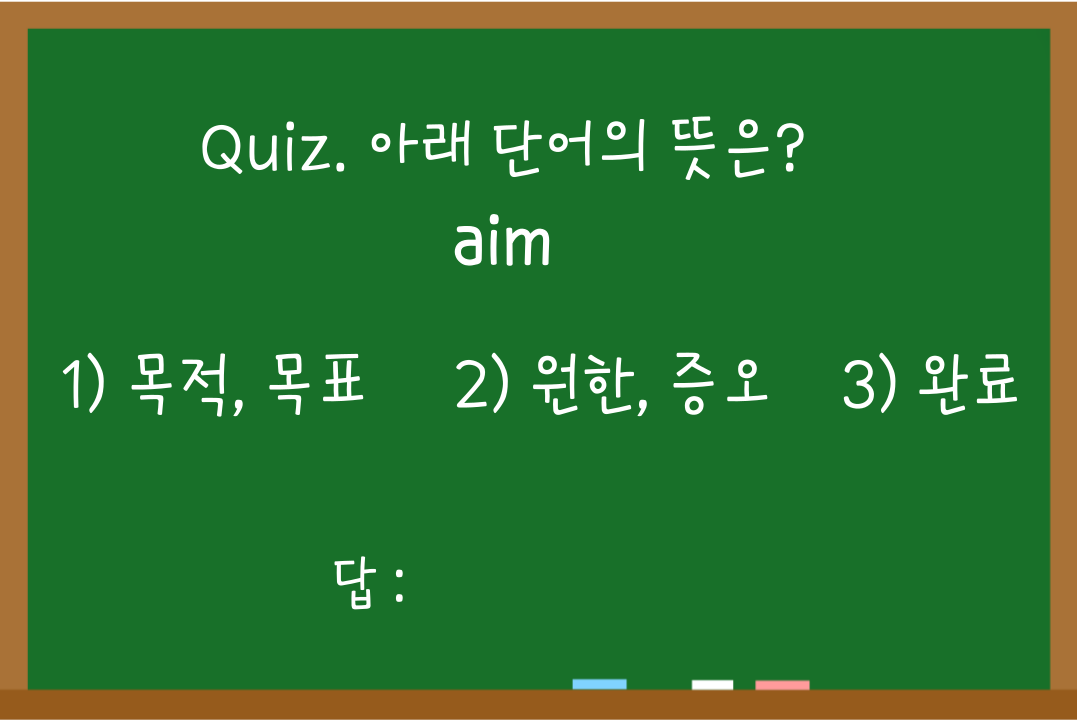 Quiz. 아래 단어의 뜻은?
aim
1) 목적, 목표 2) 원한, 증오 3) 완료
답 :